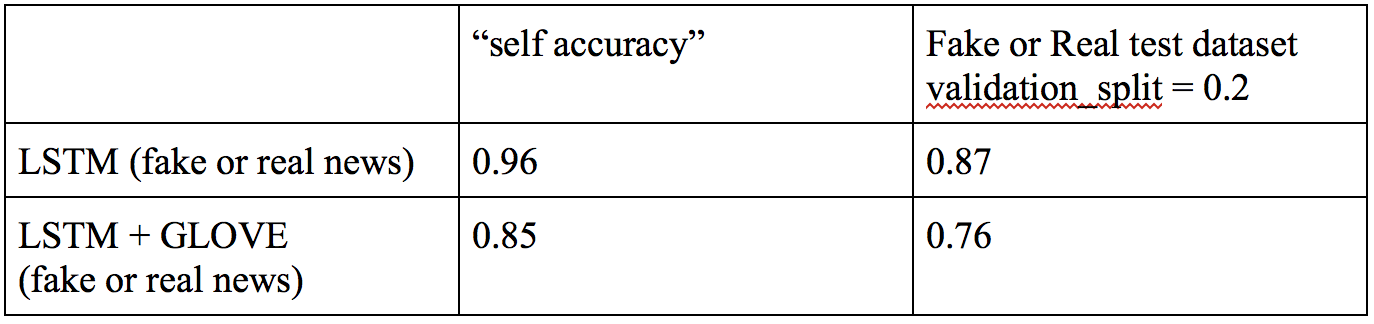 “self accuracy”
Fake or Real test dataset
validation_split = 0.2
LSTM (fake or real news)
0.96
0.87
LSTM + GLOVE
(fake or real news)
0.85
0.76